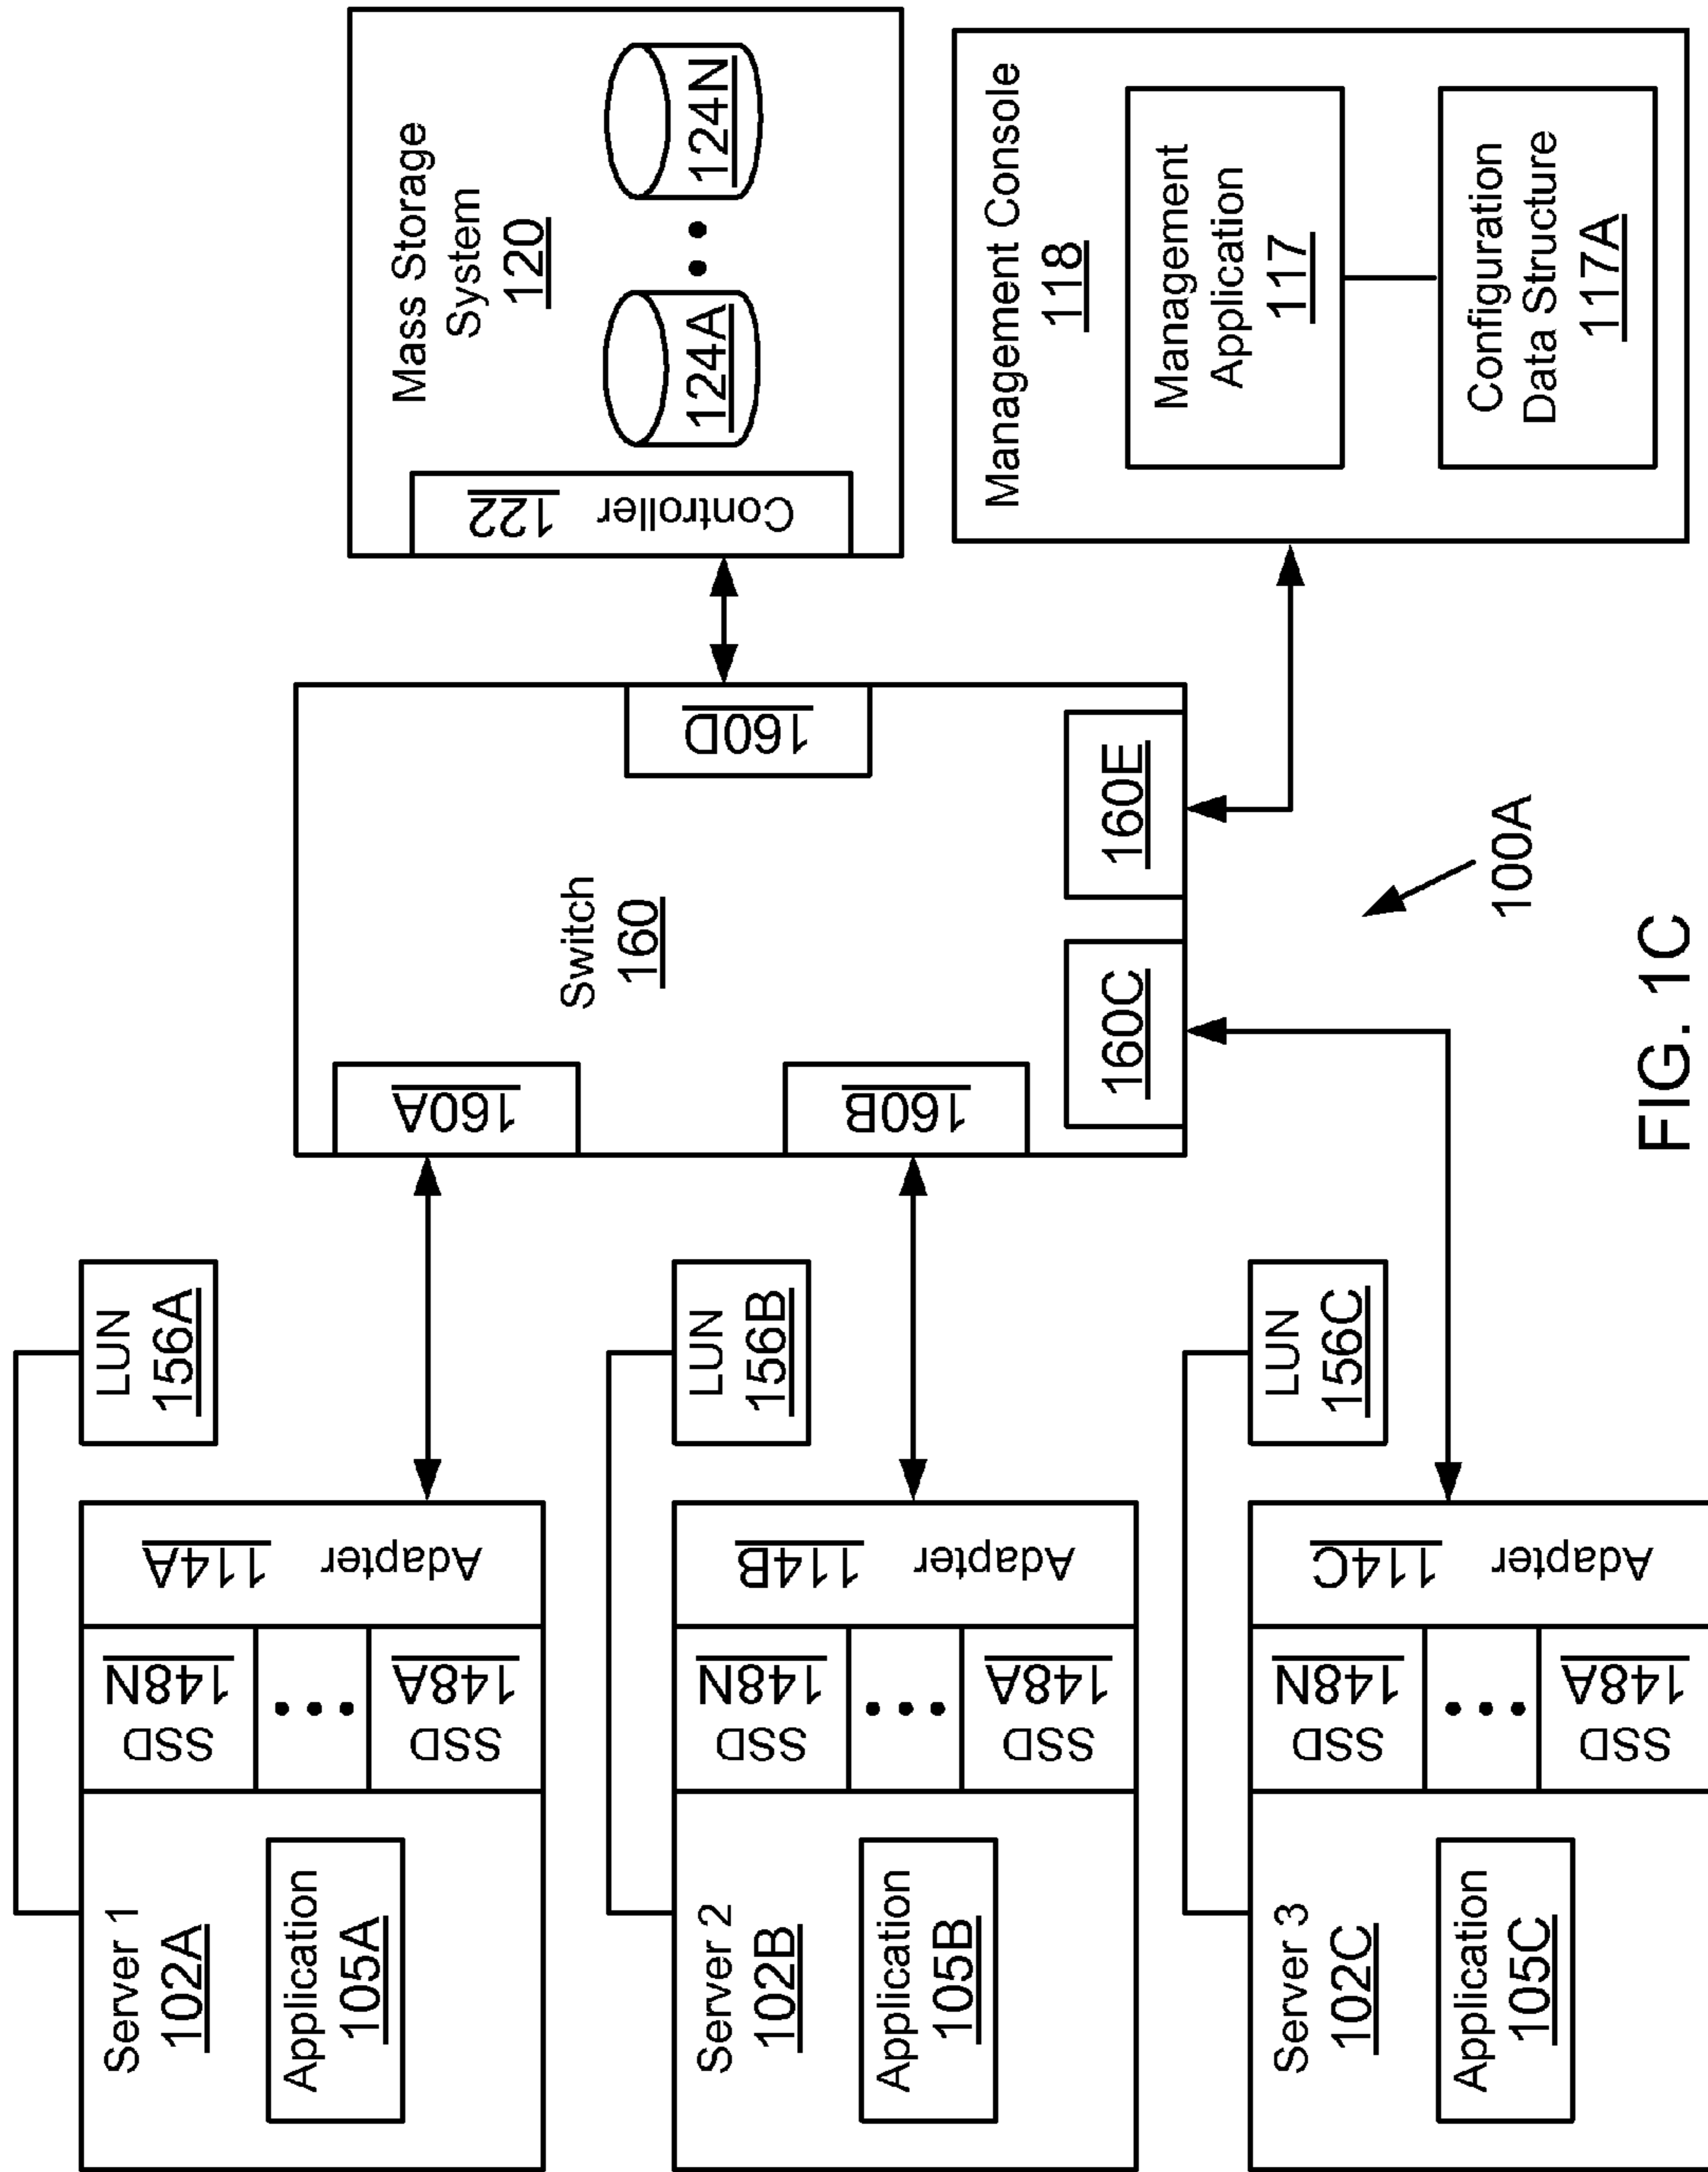 Server 1
102A
Application
105A
SSD
148N
SSD
148A
Adapter
114A
LUN
156A
Server 2
102B
Application
105B
SSD
148N
SSD
148A
Adapter
114B
LUN
156B
Server 3
102C
Application
105C
SSD
148N
SSD
148A
Adapter
114C
LUN
156C
Switch
160
160A
160B
160C
160D
160E
Mass Storage
System
120
Controller
122
124A
124N
Management Console
118
Management
Application
117
Configuration
Data Structure
117A
100A
FIG. 1C